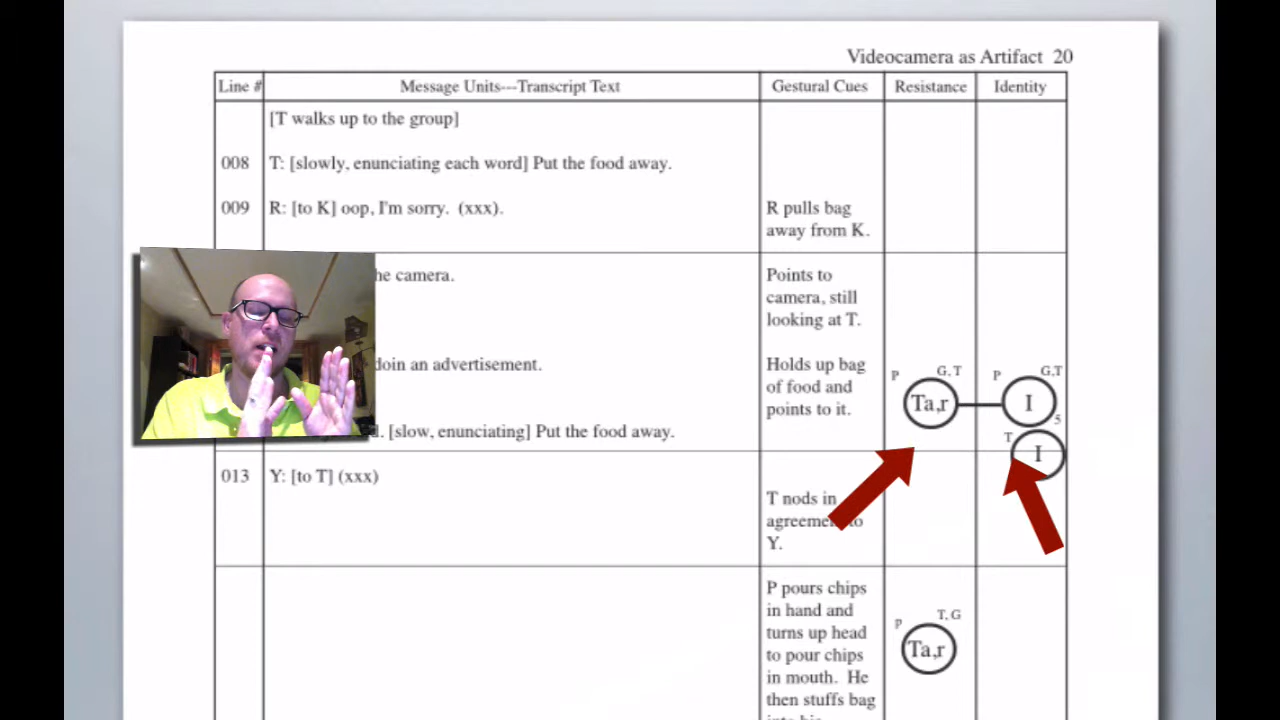 Videocamera as Artifact 20
Line # Message Units---Transcript Text Gestural Cues Resistance Identity
[T walks up to the group]
008 T: [slowly, enunciating each word] Put the food away.
009 R: [to K] oop, I'm sorry. (xxx). R pulls bag
away from K.
he camera. Points to
camera, still
looking at T.
doin an advertisement. Holds up bag
of food and
points to it.
P G, T P G,T
Ta,r I
5
[slow, enunciating] Put the food away.
T
I
013 Y: [to T] (xxx)
T nods in
to
Y.
P pours chips
in hand and
turns up head
to pour chips
in mouth. He
then stuffs bag
P T, G
Ta,r